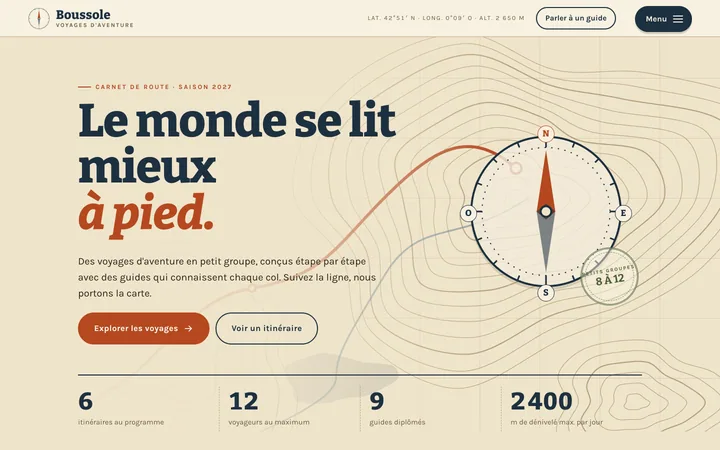 Boussole
VOYAGES D'AVENTURE
LAT. 42°51′ N · LONG. 0°09′ O · ALT. 2 650 M
Parler à un guide
Menu
CARNET DE ROUTE · SAISON 2027
Le monde se lit
mieux
à pied.
Des voyages d'aventure en petit groupe, conçus étape par étape
avec des guides qui connaissent chaque col. Suivez la ligne, nous
portons la carte.
Explorer les voyages →
Voir un itinéraire
N
O
E
S
GROUPES
8 À 12
6
itinéraires au programme
12
voyageurs au maximum
9
guides diplômés
2 400
m de dénivelé max. par jour